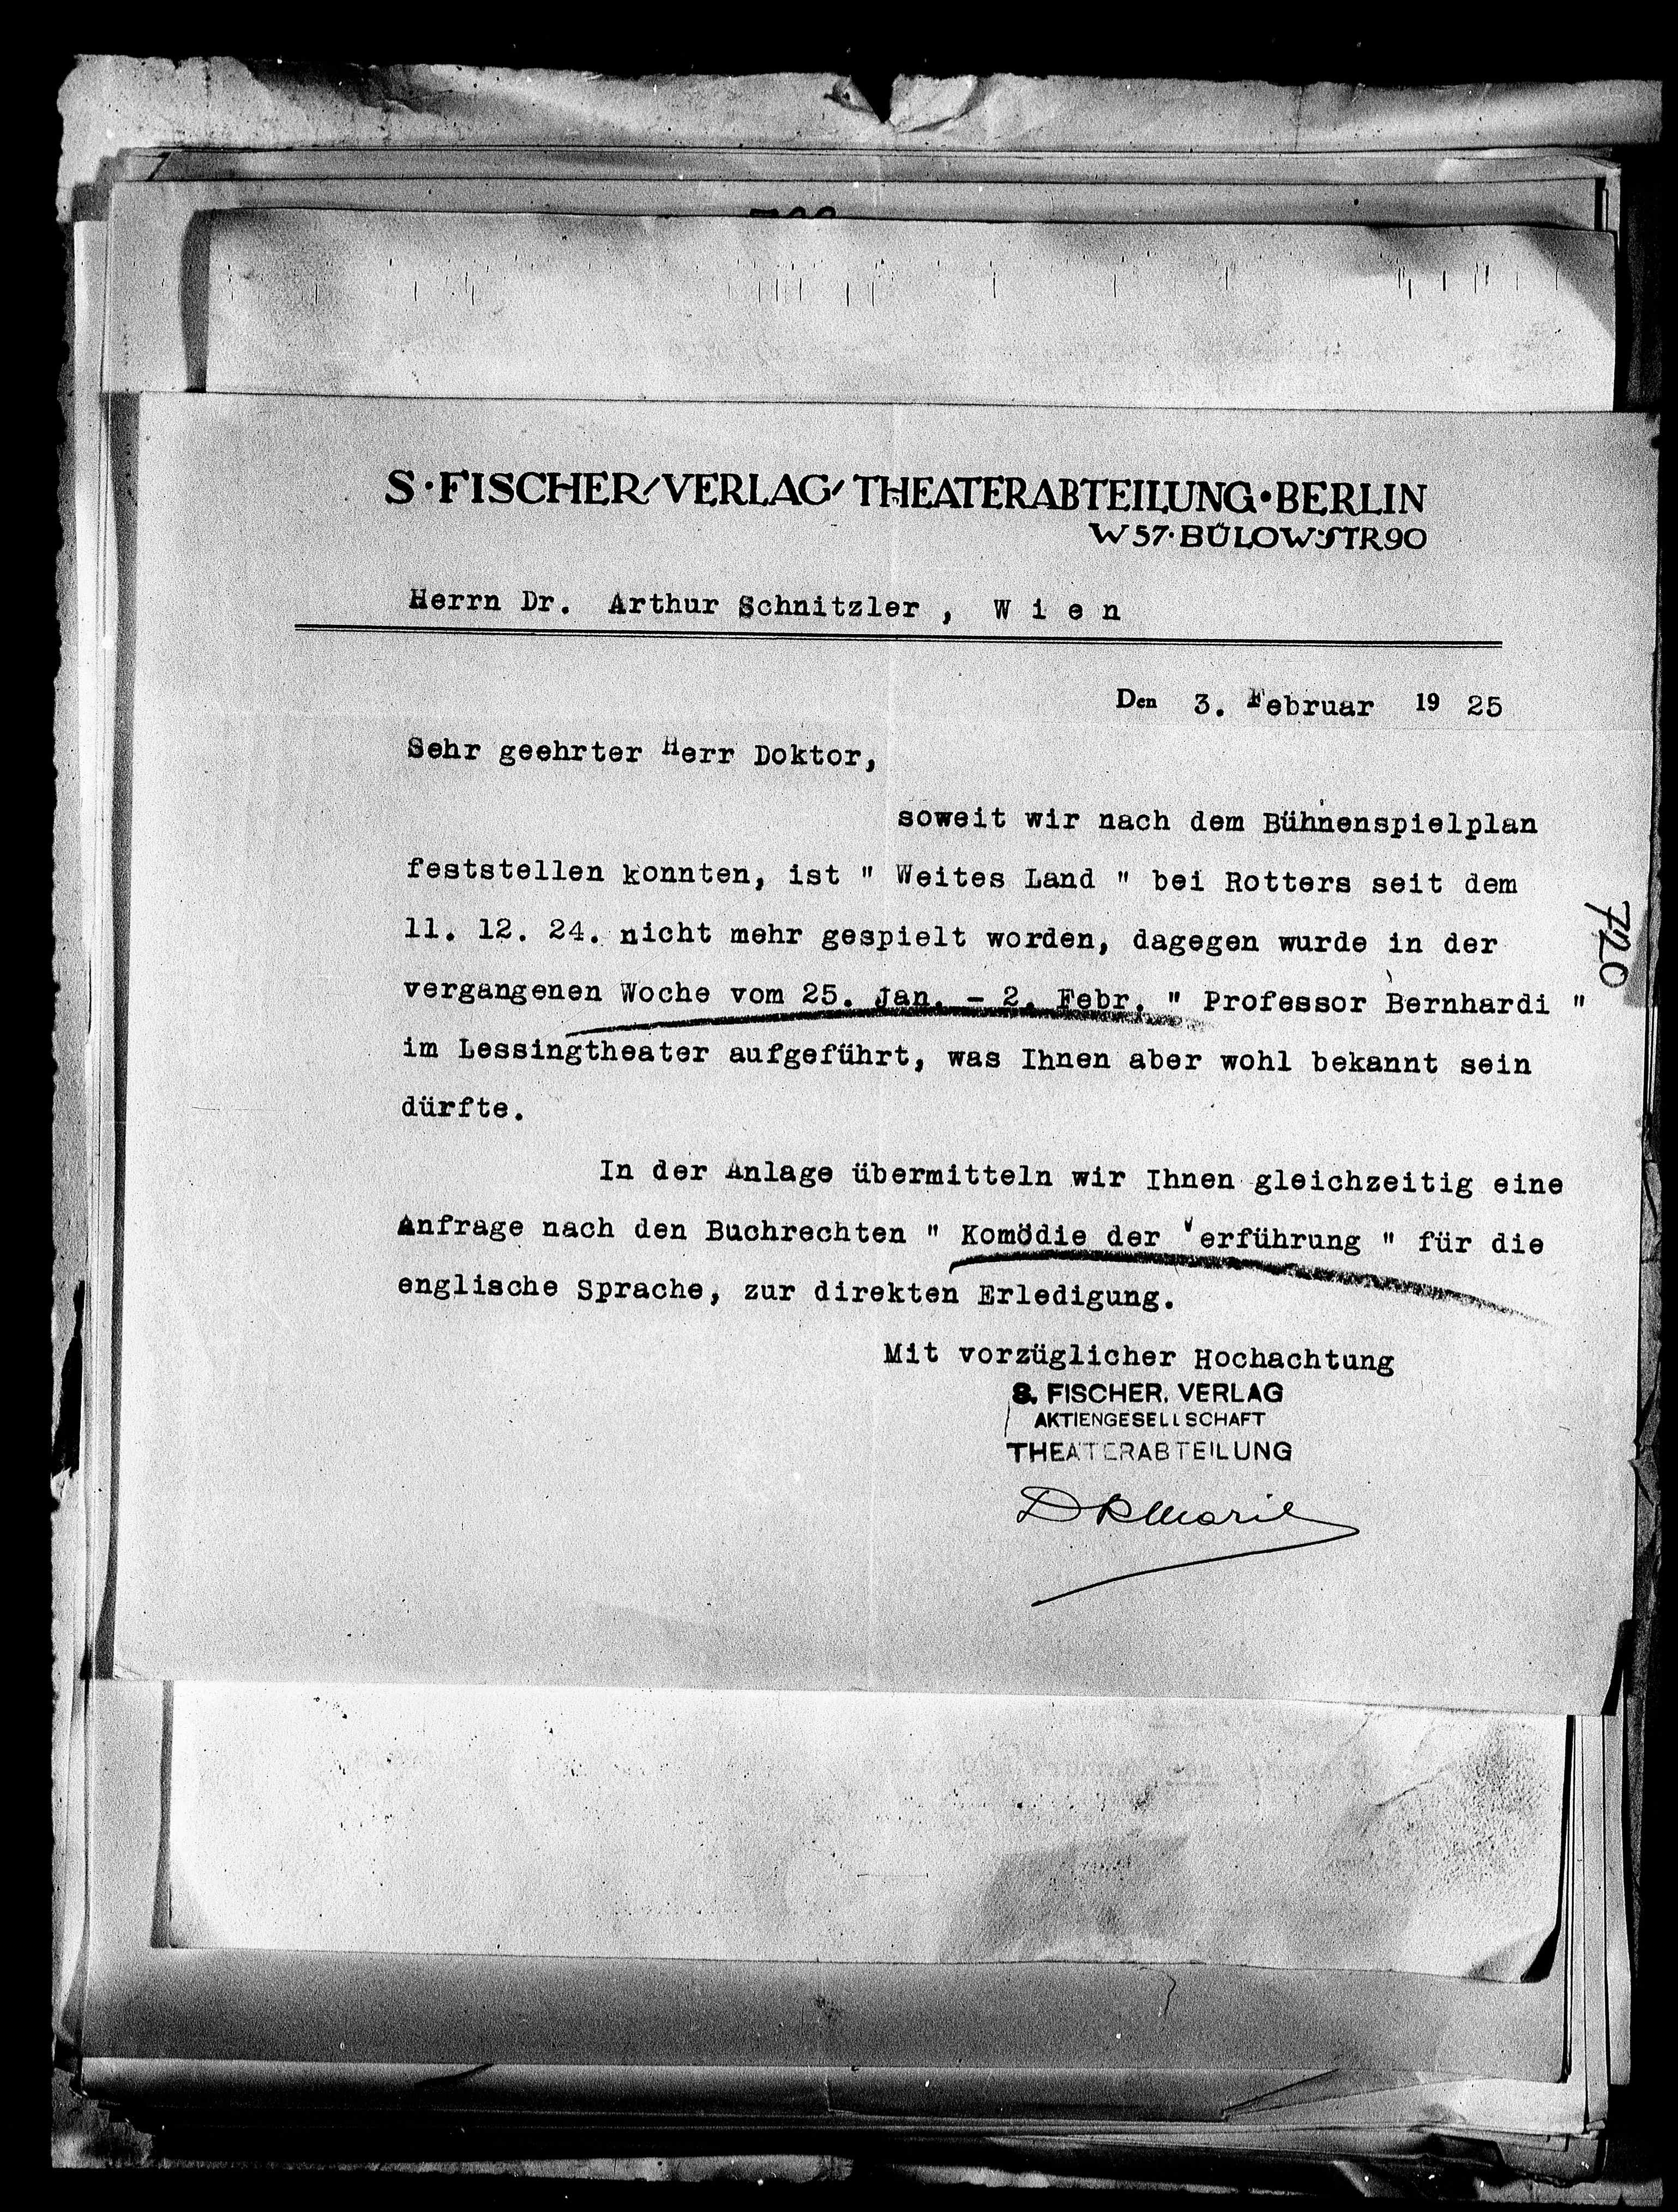 S·FISCHER/VERLAG/THEATERABTEILUNG·BERLIN
W57·BÜLOW·STR90
Herrn Dr. Arthur Schnitzler , W i e n
Den 3. Februar 19 25
Sehr geehrter Herr Doktor,
soweit wir nach dem Bühnenspielplan
feststellen konnten, ist " Weites Land " bei Rotters seit dem
11. 12. 24. nicht mehr gespielt worden, dagegen wurde in der
vergangenen Woche vom 25. Jan. - 2. Febr. " Professor Bernhardi "
im Lessingtheater aufgeführt, was Ihnen aber wohl bekannt sein
dürfte.
In der Anlage übermitteln wir Ihnen gleichzeitig eine
Anfrage nach den Buchrechten " Komödie der Verführung " für die
englische Sprache, zur direkten Erledigung.
Mit vorzüglicher Hochachtung
S. FISCHER, VERLAG
AKTIENGESELLSCHAFT
THEATERABTEILUNG
720